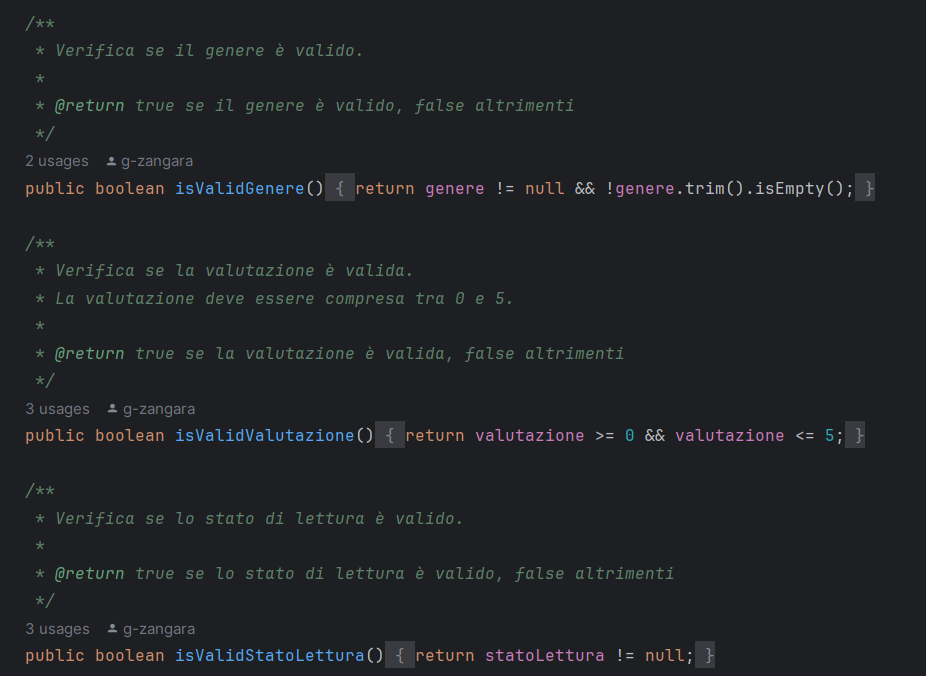 /**
 * Verifica se il genere è valido.
 *
 * @return true se il genere è valido, false altrimenti
 */
2 usages g-zangara
public boolean isValidGenere() { return genere != null && !genere.trim().isEmpty(); }
/**
 * Verifica se la valutazione è valida.
 * La valutazione deve essere compresa tra 0 e 5.
 *
 * @return true se la valutazione è valida, false altrimenti
 */
3 usages g-zangara
public boolean isValidValutazione() { return valutazione >= 0 && valutazione <= 5; }
/**
 * Verifica se lo stato di lettura è valido.
 *
 * @return true se lo stato di lettura è valido, false altrimenti
 */
3 usages g-zangara
public boolean isValidStatoLettura() { return statoLettura != null; }